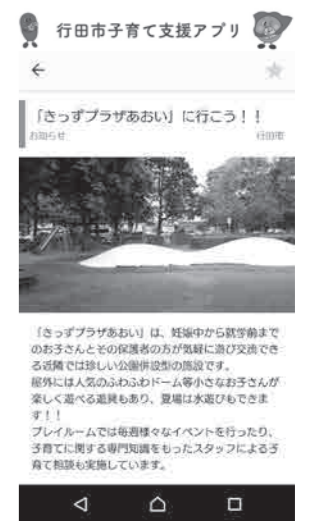 行田市子育て支援アプリ
「きっずプラザあおい」に行こう！！
お知らせ
行田市
「きっずプラザあおい」は、妊娠中から就学前まで
のお子さんとその保護者の方が気軽に遊び交流でき
る近隣では珍しい公園併設型の施設です。
屋外には人気のふわふわドーム等小さなお子さんが
楽しく遊べる遊具もあり、夏場は水遊びもできま
す！！
プレイルームでは毎週様々なイベントを行ったり、
子育てに関する専門知識をもったスタッフによる子
育て相談も実施しています。